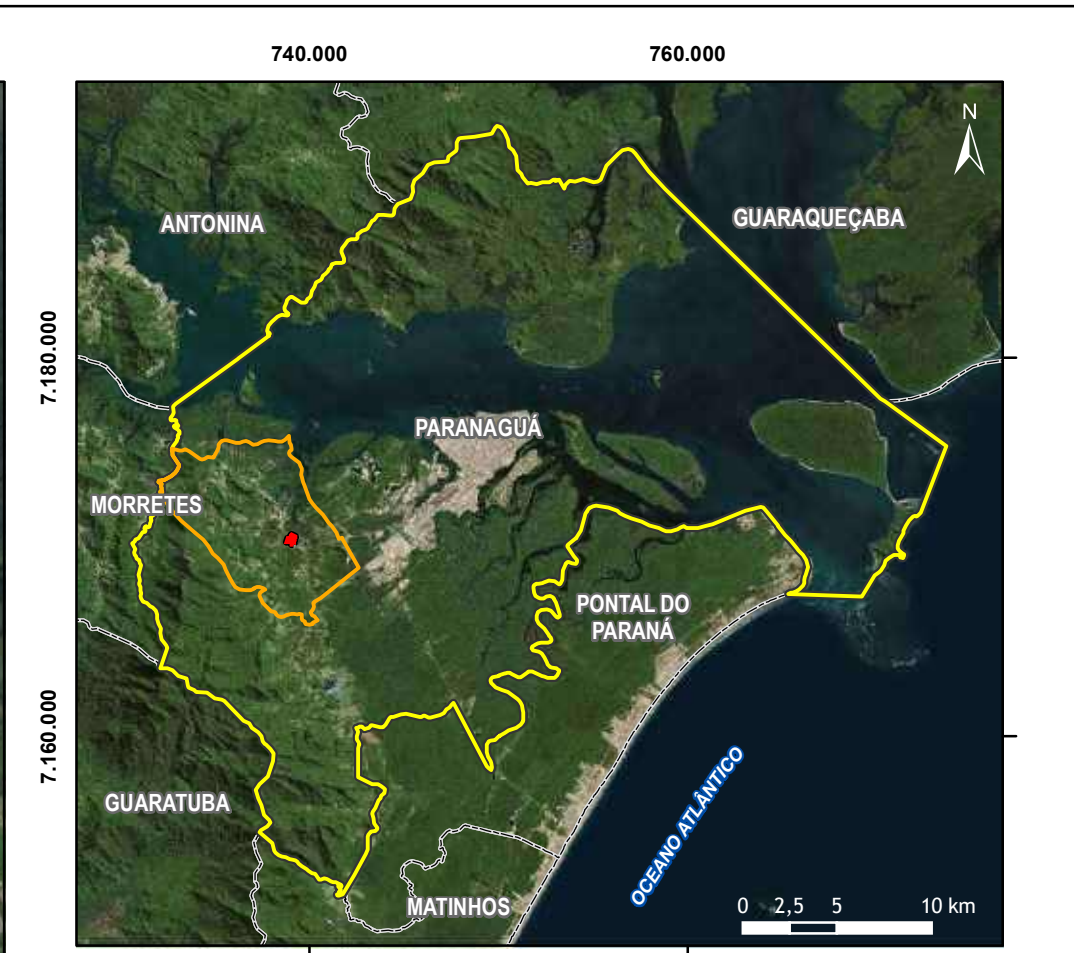 740.000
760.000
N
ANTONINA
GUARAQUEÇABA
7.180.000
PARANAGUÁ
MORRETES
PONTAL DO
PARANÁ
7.160.000
GUARATUBA
OCEANO ATLÂNTICO
MATINHOS
0 2,5 5 10 km